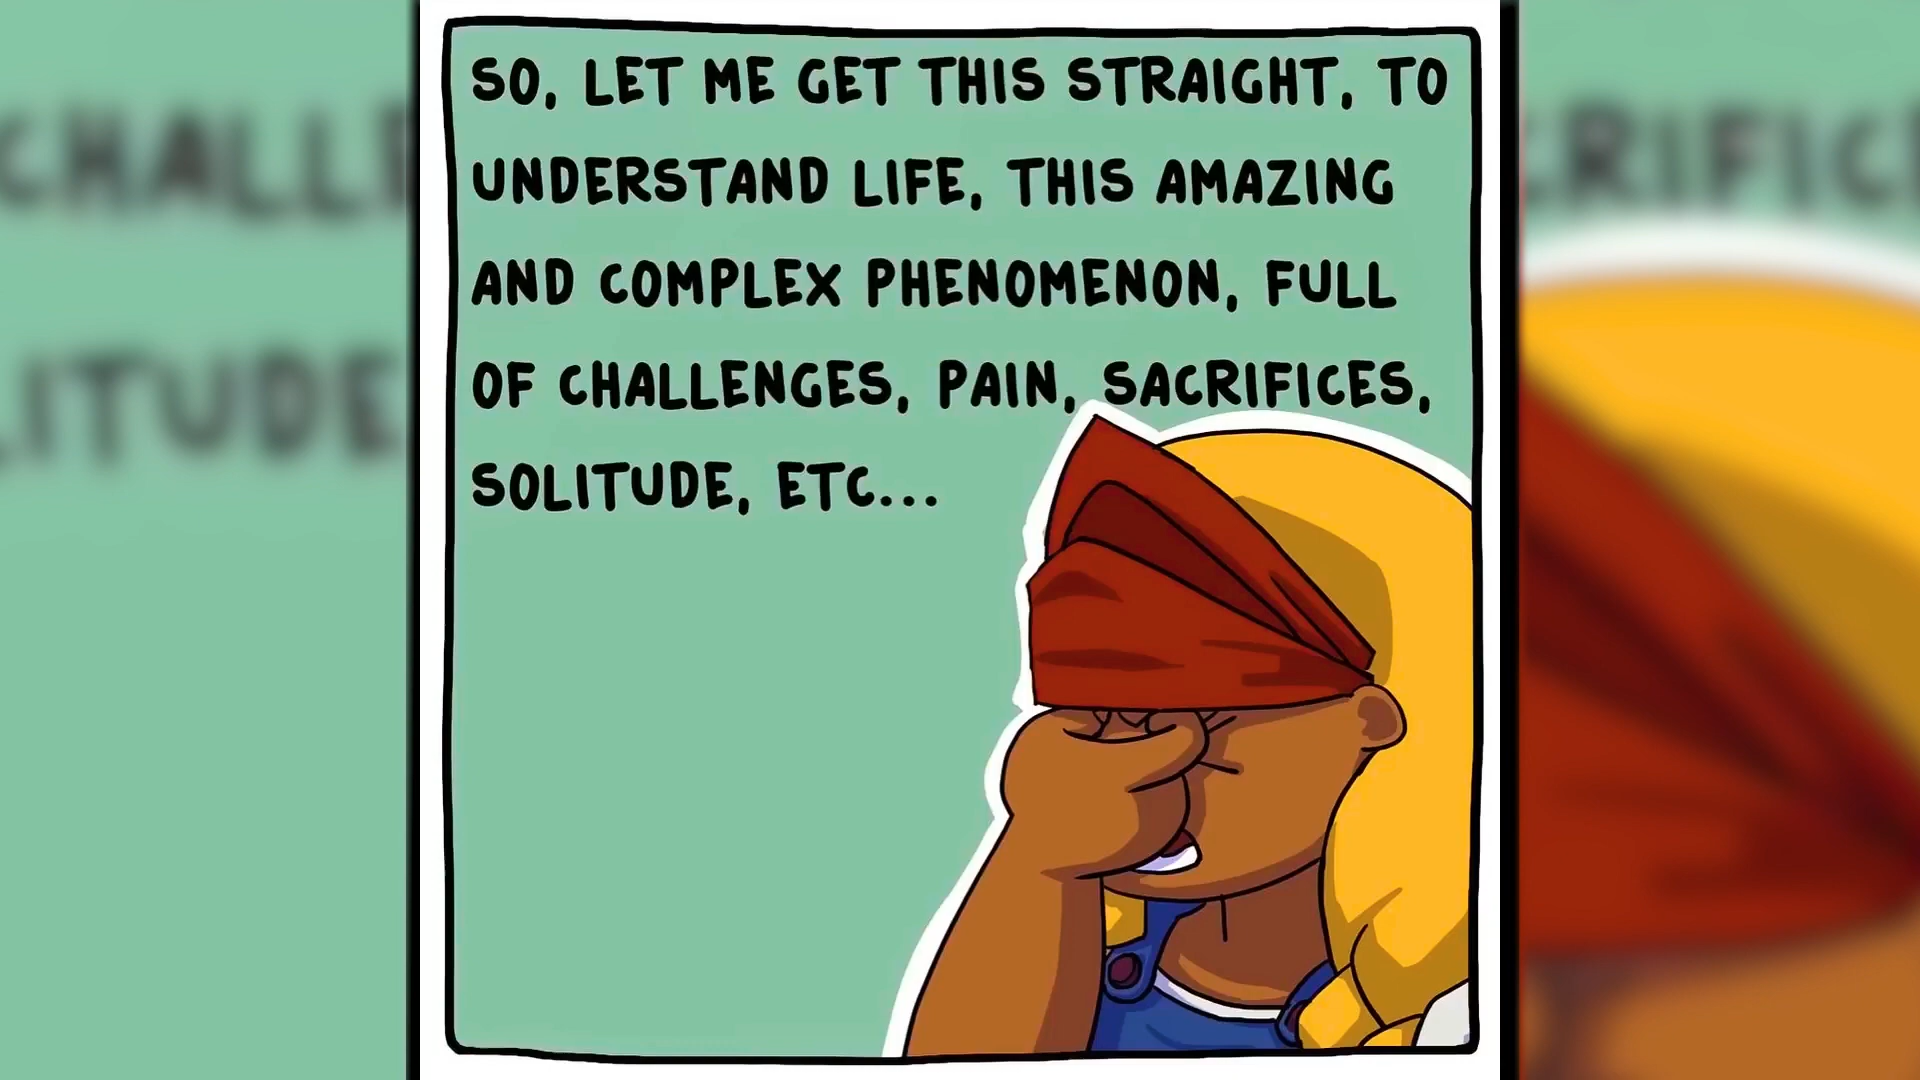 SO, LET ME GET THIS STRAIGHT, TO
UNDERSTAND LIFE, THIS AMAZING
AND COMPLEX PHENOMENON, FULL
OF CHALLENGES, PAIN, SACRIFICES,
SOLITUDE, ETC...